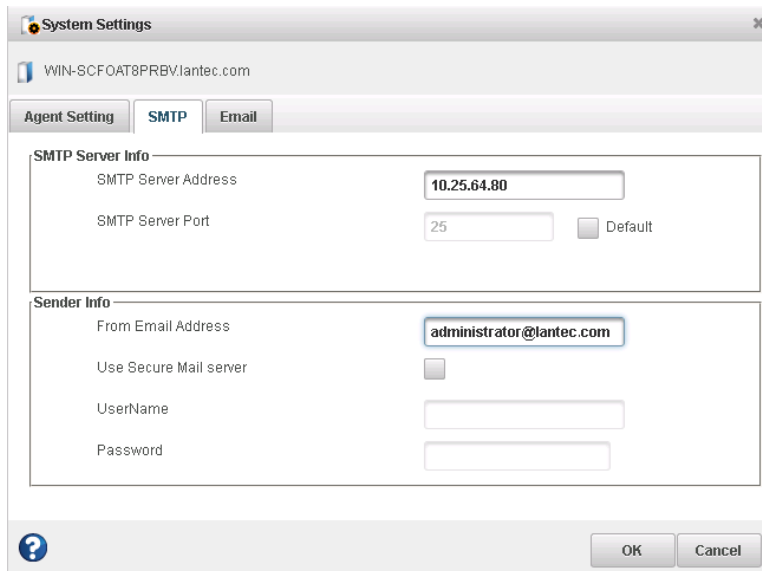 System Settings
WIN-SCFOAT8PRBV.lantec.com
Agent Setting SMTP Email
SMTP Server Info
SMTP Server Address 10.25.64.80
SMTP Server Port 25 Default
Sender Info
From Email Address administrator@lantec.com
Use Secure Mail server
UserName
Password
? OK Cancel